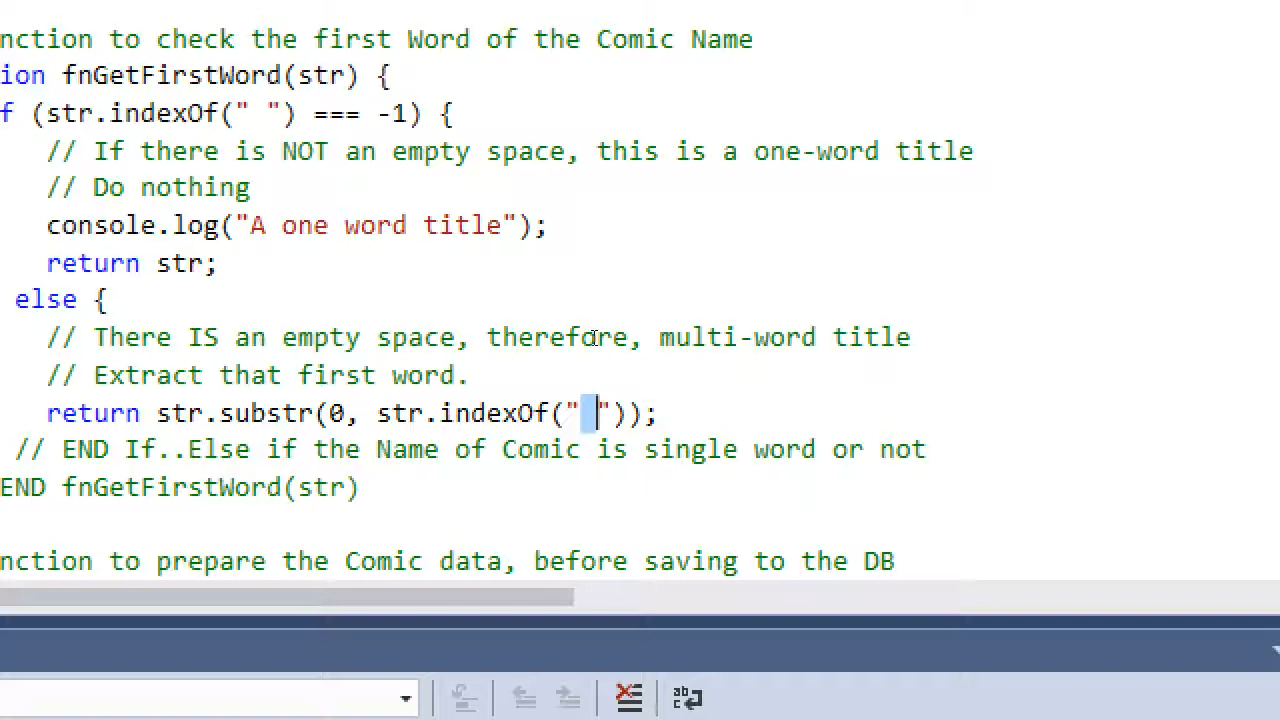 nction to check the first Word of the Comic Name
ion fnGetFirstWord(str) {
f (str.indexOf(" ") === -1) {
// If there is NOT an empty space, this is a one-word title
// Do nothing
console.log("A one word title");
return str;
else {
// There IS an empty space, therefore, multi-word title
// Extract that first word.
return str.substr(0, str.indexOf(" "));
// END If..Else if the Name of Comic is single word or not
END fnGetFirstWord(str)
nction to prepare the Comic data, before saving to the DB